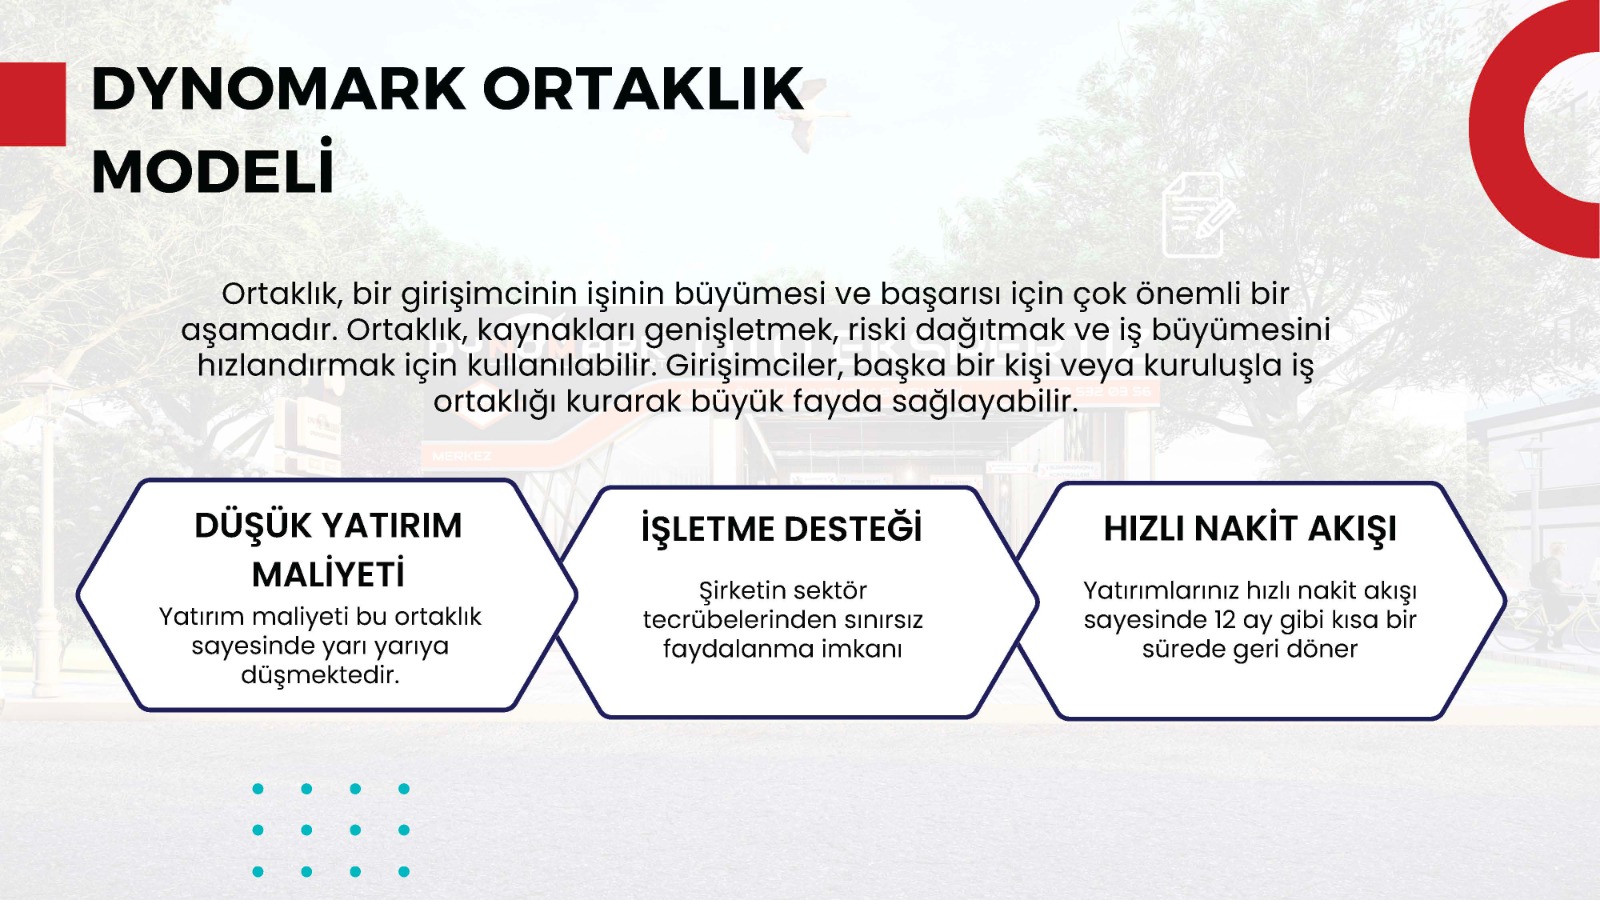 DYNOMARK ORTAKLIK
MODELİ
Ortaklık, bir girişimcinin işinin büyümesi ve başarısı için çok önemli bir
aşamadır. Ortaklık, kaynakları genişletmek, riski dağıtmak ve iş büyümesini
hızlandırmak için kullanılabilir. Girişimciler, başka bir kişi veya kuruluşla iş
ortaklığı kurarak büyük fayda sağlayabilir.
MERKEZ
DÜŞÜK YATIRIM
MALİYETİ
Yatırım maliyeti bu ortaklık
sayesinde yarı yarıya
düşmektedir.
İŞLETME DESTEĞİ
Şirketin sektör
tecrübelerinden sınırsız
faydalanma imkanı
HIZLI NAKİT AKIŞI
Yatırımlarınız hızlı nakit akışı
sayesinde 12 ay gibi kısa bir
sürede geri döner